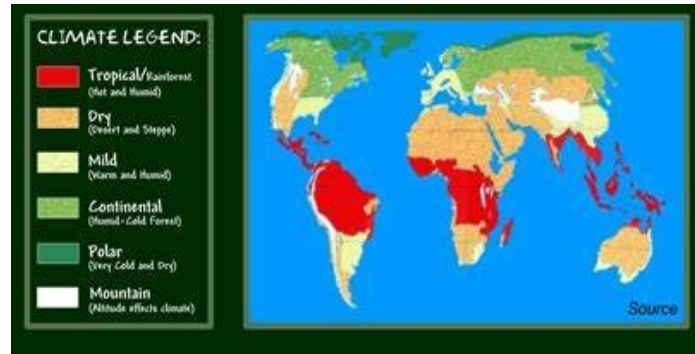 CLIMATE LEGEND:
Tropical/Rainforest
(Hot and Humid)
Dry
(Desert and Steppe)
Mild
(Warm and Humid)
Continental
(Humid-Cold Forest)
Polar
(Very Cold and Dry)
Mountain
(Altitude effects climate)
Source